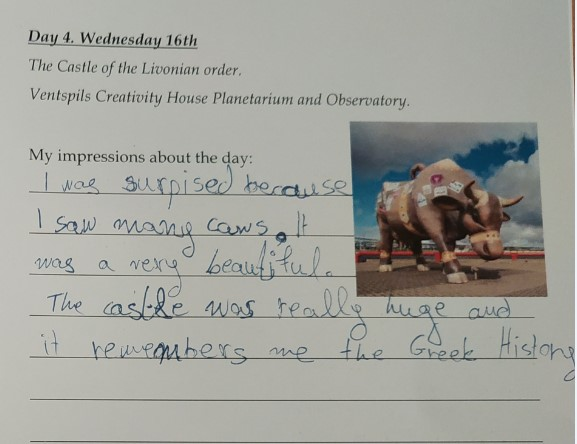 Day 4. Wednesday 16th
The Castle of the Livonian order.
Ventspils Creativity House Planetarium and Observatory.
My impressions about the day:
I was surpised because
I saw many caws. It
was a very beautiful.
The castle was really huge and
it remembers me the Greek History